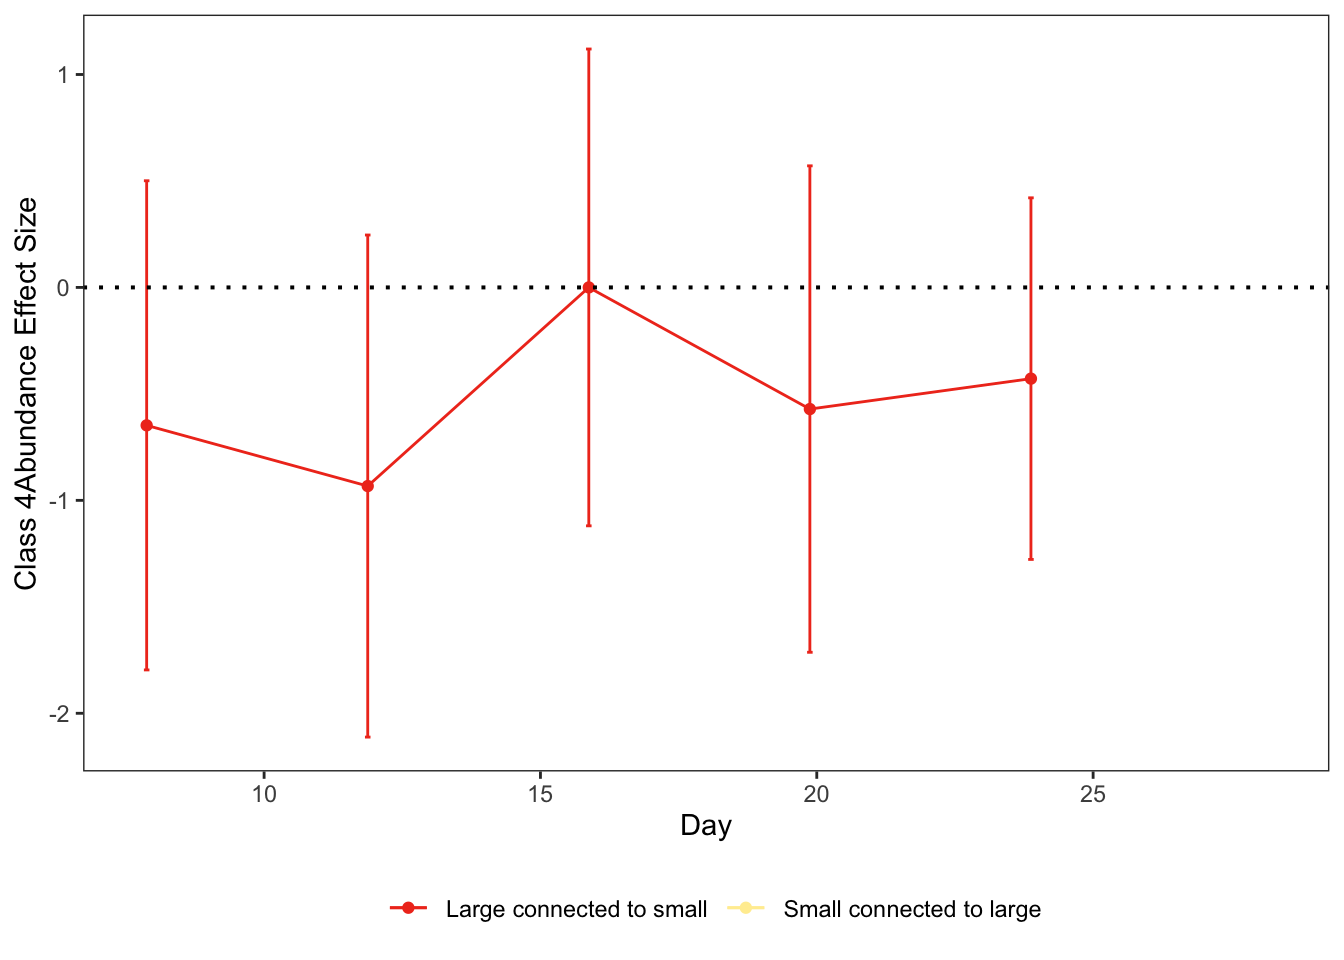 Class 4Abundance Effect Size
1
0
-1
-2
10
15
20
25
Day
Large connected to small
Small connected to large